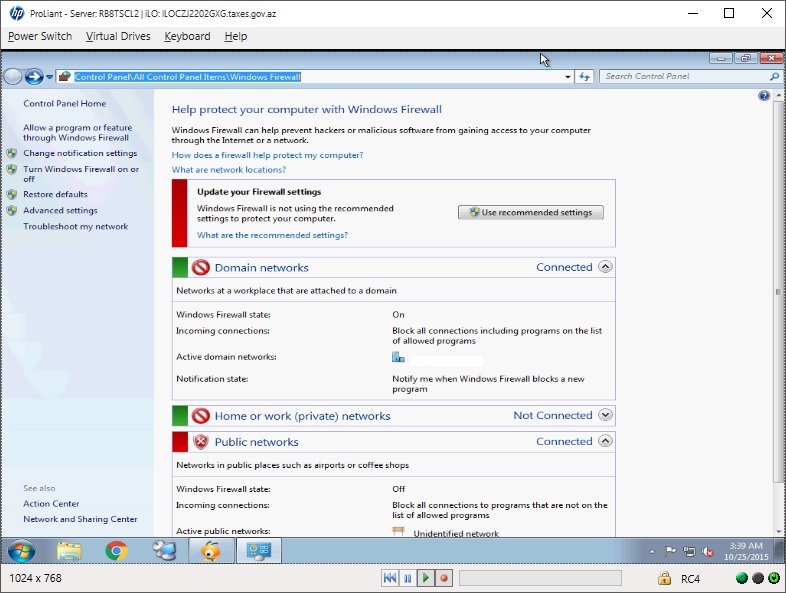 ProLiant - Server: RB8TSCL2 | iLO: ILOCZJ2202GXG.taxes.gov.az
Power Switch Virtual Drives Keyboard Help
Control Panel\All Control Panel Items\Windows Firewall
Search Control Panel
Control Panel Home
Allow a program or feature
through Windows Firewall
Change notification settings
Turn Windows Firewall on or
off
Restore defaults
Advanced settings
Troubleshoot my network
Help protect your computer with Windows Firewall
Windows Firewall can help prevent hackers or malicious software from gaining access to your computer
through the Internet or a network.
How does a firewall help protect my computer?
What are network locations?
Update your Firewall settings
Windows Firewall is not using the recommended
settings to protect your computer.
Use recommended settings
What are the recommended settings?
Domain networks Connected
Networks at a workplace that are attached to a domain
Windows Firewall state: On
Incoming connections: Block all connections including programs on the list
of allowed programs
Active domain networks:
Notification state: Notify me when Windows Firewall blocks a new
program
Home or work (private) networks Not Connected
Public networks Connected
Networks in public places such as airports or coffee shops
Windows Firewall state: Off
Incoming connections: Block all connections to programs that are not on the
list of allowed programs
Active public networks: Unidentified network
See also
Action Center
Network and Sharing Center
3:39 AM
10/25/2015
1024 x 768
RC4